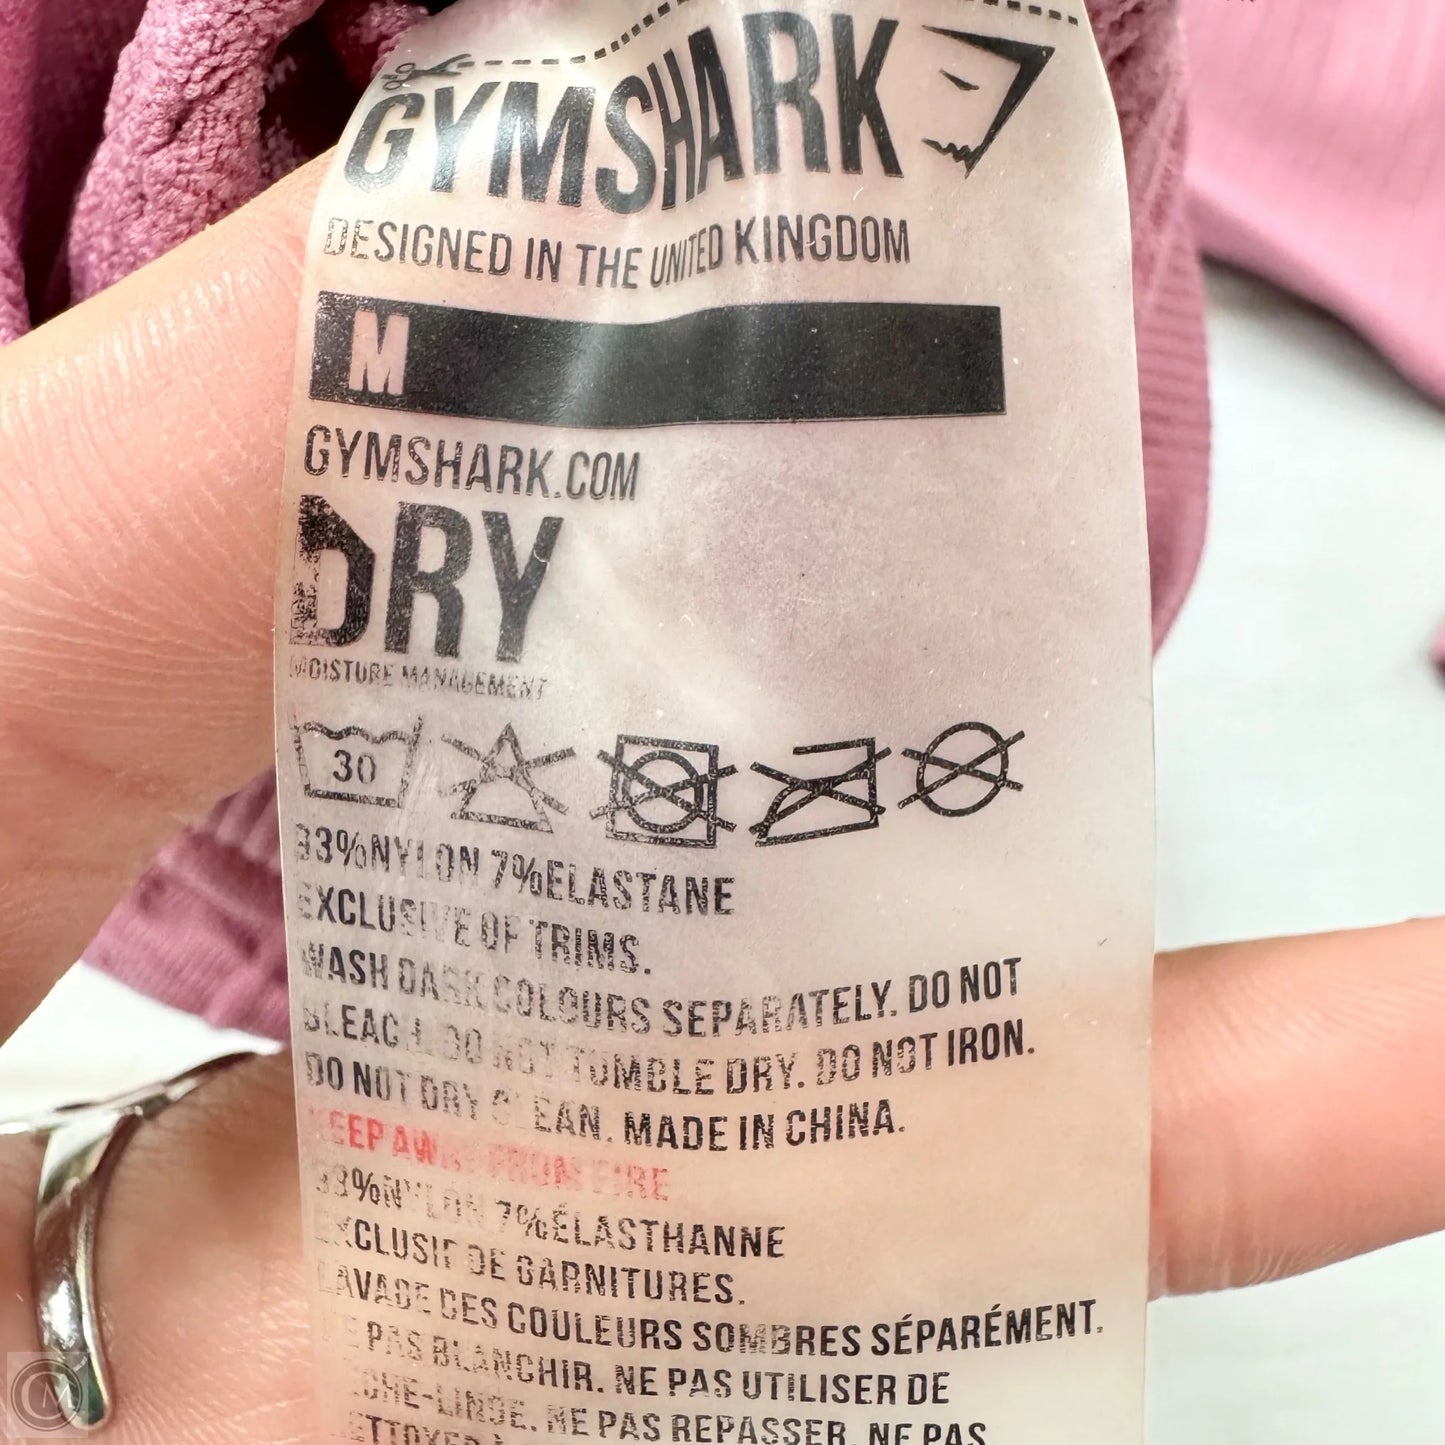 GYMSHARK
DESIGNED IN THE UNITED KINGDOM
M
GYMSHARK.COM
DRY
MOISTURE MANAGEMENT
30
93%NYLON 7%ELASTANE
EXCLUSIVE OF TRIMS.
WASH DARK COLOURS SEPARATELY. DO NOT
BLEACH. DO NOT TUMBLE DRY. DO NOT IRON.
DO NOT DRY CLEAN. MADE IN CHINA.
KEEP AWAY FROM FIRE
93%NYLON 7%ÉLASTHANNE
EXCLUSIF DE GARNITURES.
LAVAGE DES COULEURS SOMBRES SÉPARÉMENT.
PAS BLANCHIR. NE PAS UTILISER DE
NE PAS REPASSER. NE PAS